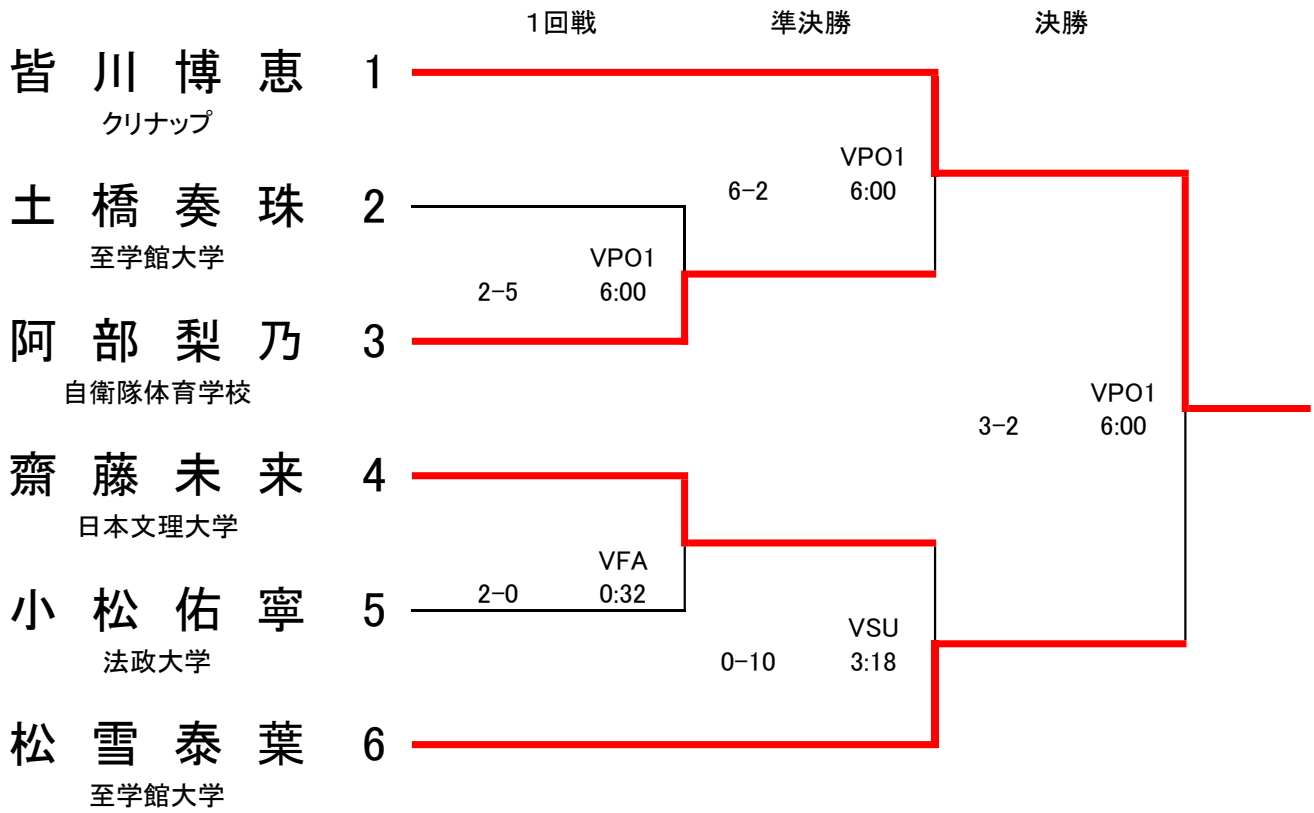 1回戦 準決勝 決勝
皆川博恵 1
クリナップ
VPO1
6-2 6:00
土橋奏珠 2
至学館大学
VPO1
2-5 6:00
阿部梨乃 3
自衛隊体育学校
VPO1
3-2 6:00
齋藤未来 4
日本文理大学
VFA
2-0 0:32
小松佑寧 5
法政大学
VSU
0-10 3:18
松雪泰葉 6
至学館大学